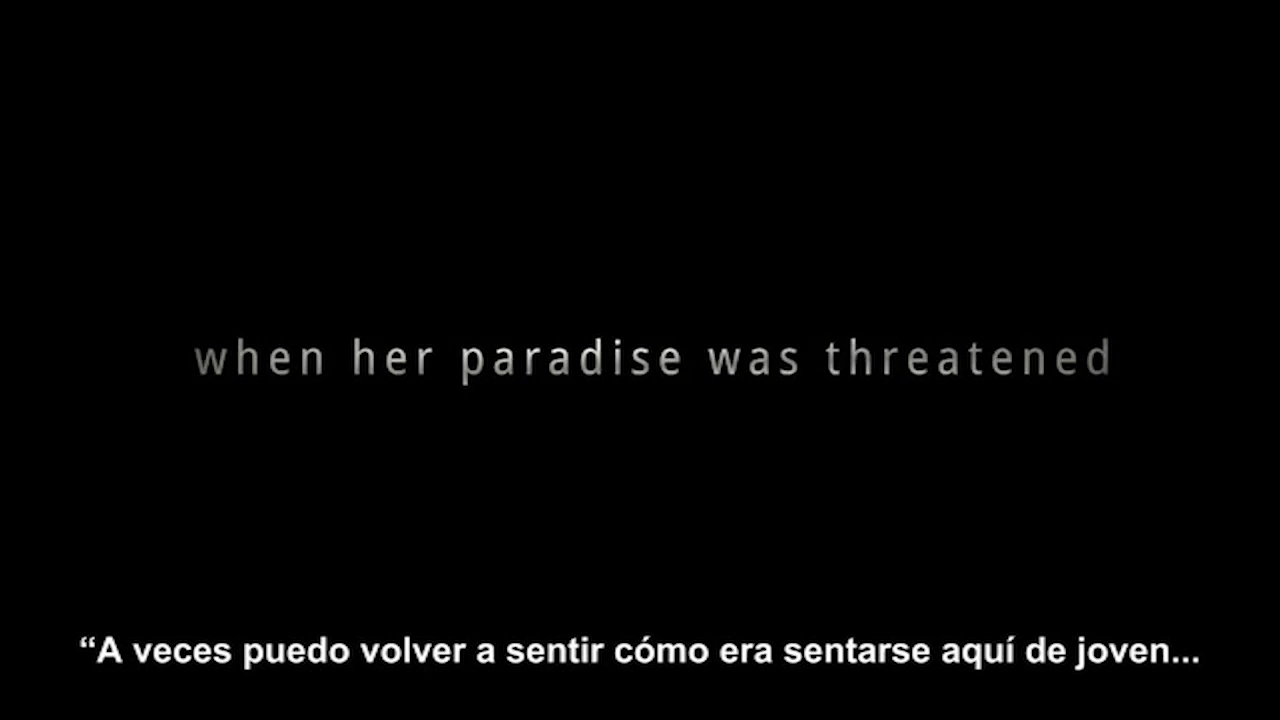 when her paradise was threatened
“A veces puedo volver a sentir cómo era sentarse aquí de joven...